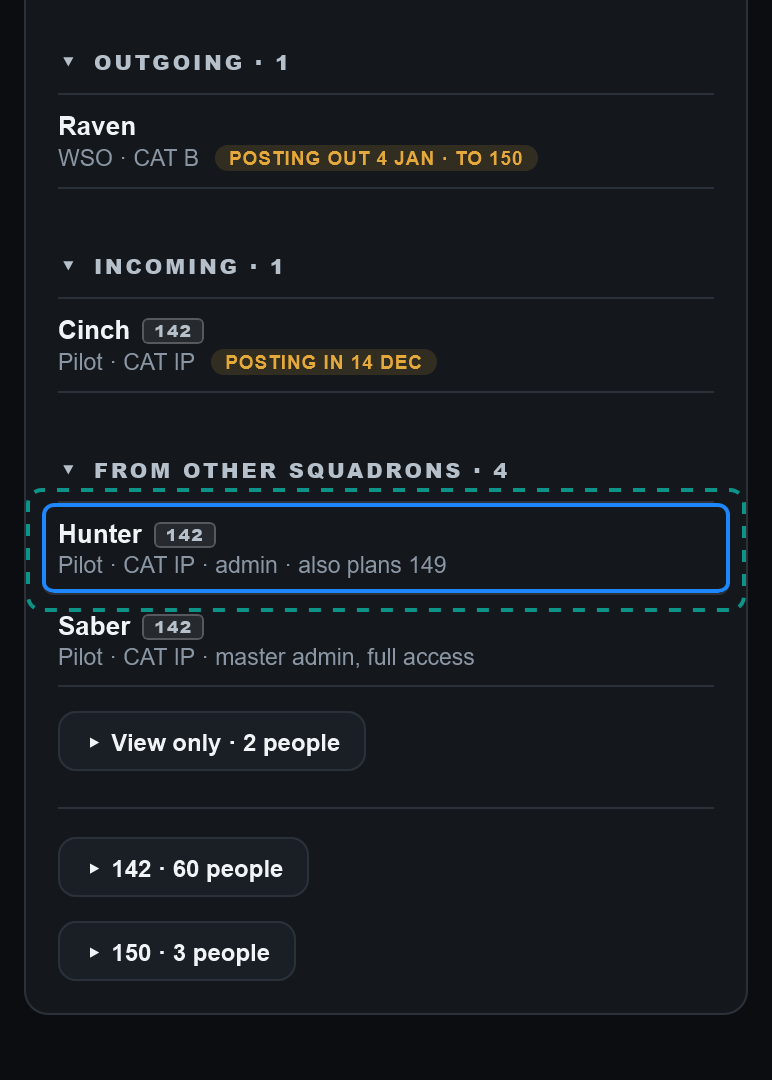 ▼ OUTGOING · 1
Raven
WSO · CAT B POSTING OUT 4 JAN · TO 150
▼ INCOMING · 1
Cinch 142
Pilot · CAT IP POSTING IN 14 DEC
▼ FROM OTHER SQUADRONS · 4
Hunter 142
Pilot · CAT IP · admin · also plans 149
Saber 142
Pilot · CAT IP · master admin, full access
▶ View only · 2 people
▶ 142 · 60 people
▶ 150 · 3 people